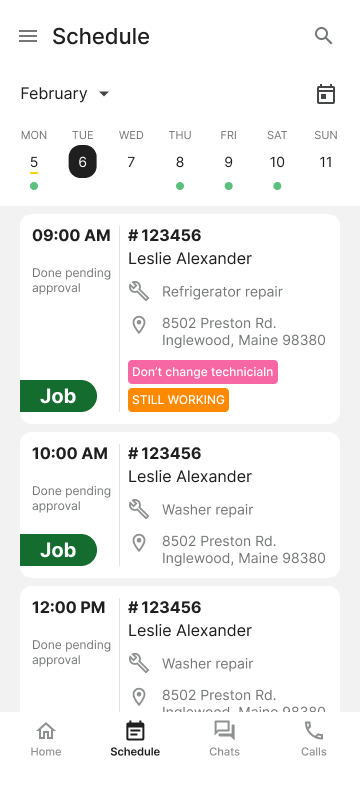 Schedule
February
MON TUE WED THU FRI SAT SUN
5 6 7 8 9 10 11
09:00 AM
Done pending
approval
Job
# 123456
Leslie Alexander
Refrigerator repair
8502 Preston Rd.
Inglewood, Maine 98380
Don't change technicialn
STILL WORKING
10:00 AM
Done pending
approval
Job
# 123456
Leslie Alexander
Washer repair
8502 Preston Rd.
Inglewood, Maine 98380
12:00 PM
Done pending
approval
# 123456
Leslie Alexander
Washer repair
8502 Preston Rd.
Inglewood, Maine 98380
Home Schedule Chats Calls